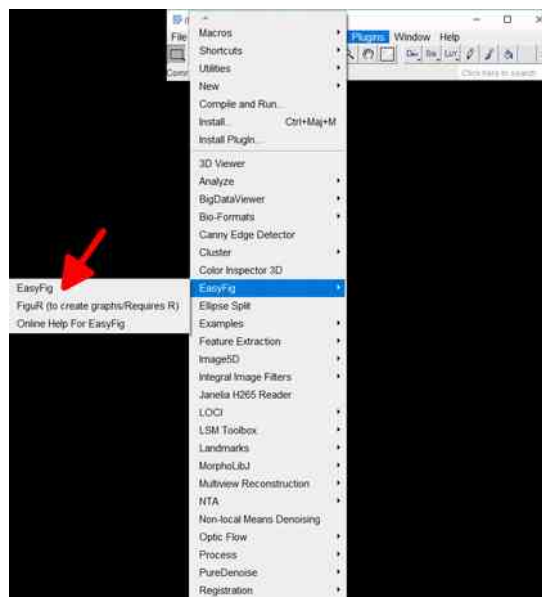 File
Plugins Window Help
Dev. Stk LUT
Click here to search
Macros
Shortcuts
Utilities
New
Compile and Run...
Install... Ctrl+Maj+M
Install PlugIn...
3D Viewer
Analyze
BigDataViewer
Bio-Formats
Canny Edge Detector
Cluster
Color Inspector 3D
EasyFig
EasyFig
FiguR (to create graphs/Requires R)
Online Help For EasyFig
Ellipse Split
Examples
Feature Extraction
Image5D
Integral Image Filters
Janelia H265 Reader
LOCI
LSM Toolbox
Landmarks
MorphoLibJ
Multiview Reconstruction
NTA
Non-local Means Denoising
Optic Flow
Process
PureDenoise
Registration